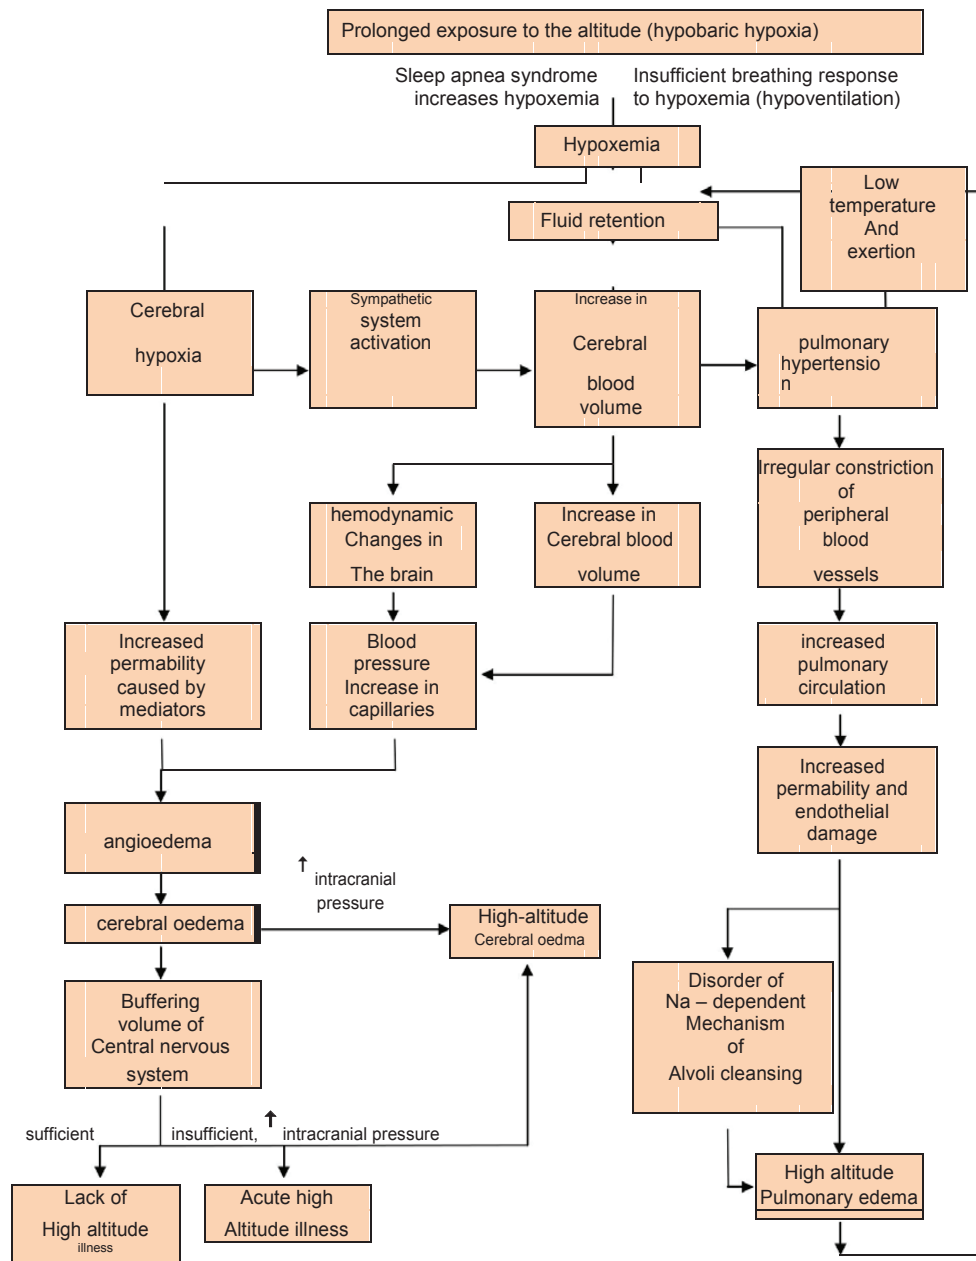 Prolonged exposure to the altitude (hypobaric hypoxia)
Sleep apnea syndrome
increases hypoxemia
Insufficient breathing response
to hypoxemia (hypoventilation)
Hypoxemia
Low
temperature
And
exertion
Fluid retention
Cerebral
hypoxia
Sympathetic
system
activation
Increase in
Cerebral
blood
volume
pulmonary
hypertensio
n
Irregular constriction
of
peripheral
blood
vessels
hemodynamic
Changes in
The brain
Increase in
Cerebral blood
volume
Increased
permability
caused by
mediators
Blood
pressure
Increase in
capillaries
increased
pulmonary
circulation
Increased
permability and
endothelial
damage
angioedema
↑
intracranial
pressure
cerebral oedema
High-altitude
Cerebral oedma
Disorder of
Na – dependent
Mechanism
of
Alvoli cleansing
Buffering
volume of
Central nervous
system
sufficient
insufficient, ↑ intracranial pressure
Lack of
High altitude
illness
Acute high
Altitude illness
High altitude
Pulmonary edema